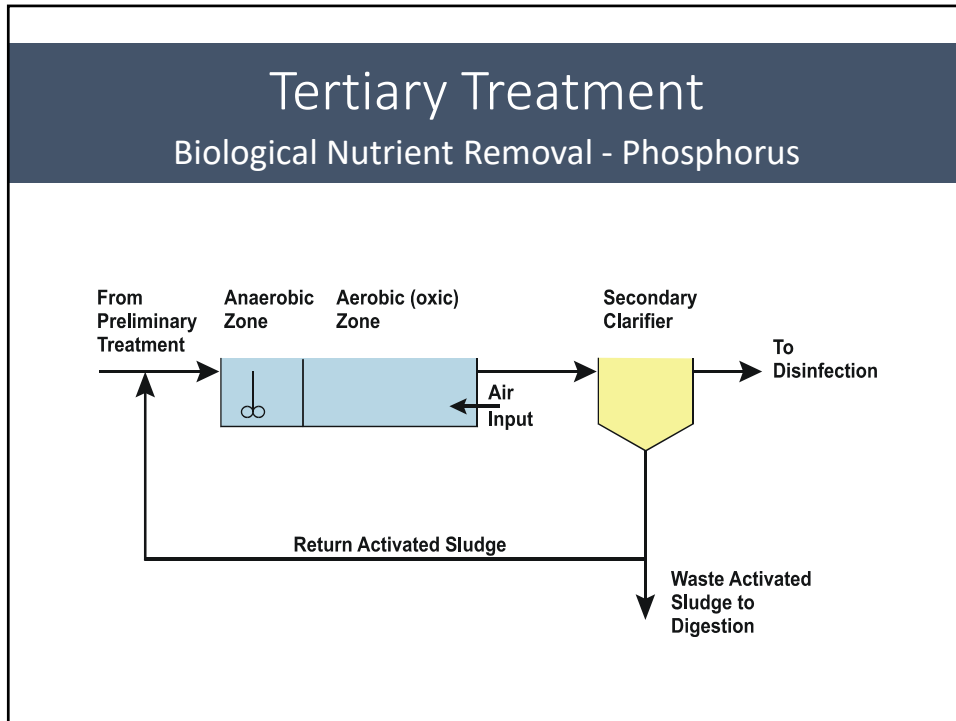 Tertiary Treatment
Biological Nutrient Removal - Phosphorus
From
Preliminary
Treatment
Anaerobic
Zone
Aerobic (oxic)
Zone
Secondary
Clarifier
To
Disinfection
Air
Input
Return Activated Sludge
Waste Activated
Sludge to
Digestion